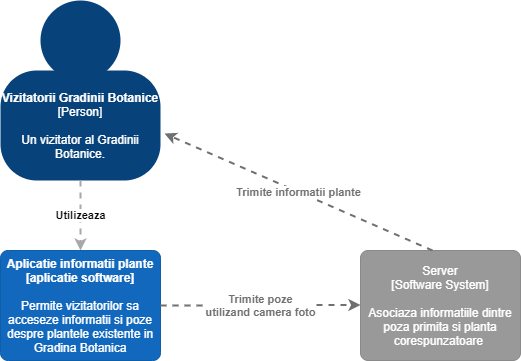 Vizitatorii Gradinii Botanice
[Person]
Un vizitator al Gradinii
Botanice.
Trimite informatii plante
Utilizeaza
Aplicatie informatii plante
[aplicatie software]
Permite vizitatorilor sa
acceseze informatii si poze
despre plantele existente in
Gradina Botanica
Trimite poze
utilizand camera foto
Server
[Software System]
Asociaza informatiile dintre
poza primita si planta
corespunzatoare